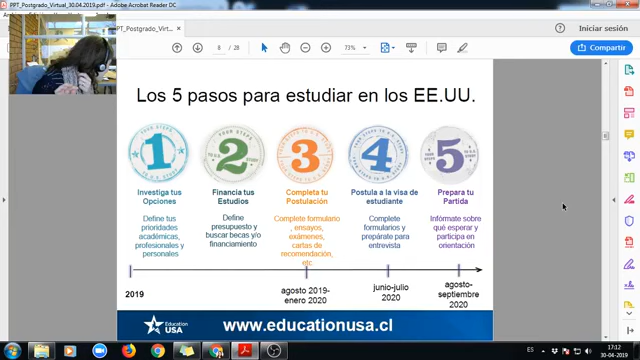 PPT_Postgrado_Virtual_30.04.2019.pdf - Adobe Acrobat Reader DC
PPT_Postgrado_Virt...
Iniciar sesión
8 / 28
73%
Compartir
Los 5 pasos para estudiar en los EE.UU.
1
2
3
4
5
Investiga tus
Opciones
Define tus
prioridades
académicas,
profesionales y
personales
Financia tus
Estudios
Define
presupuesto y
buscar becas y/o
financiamiento
Completa tu
Postulación
Complete formulario
, ensayos,
exámenes,
cartas de
recomendación,
etc
Postula a la visa de
estudiante
Complete
formularios y
prepárate para
entrevista
Prepara tu
Partida
Infórmate sobre
qué esperar y
participa en
orientación
2019
agosto 2019-
enero 2020
junio-julio
2020
agosto-
septiembre
2020
Education
USA
www.educationusa.cl
ES
17:12
30-04-2019